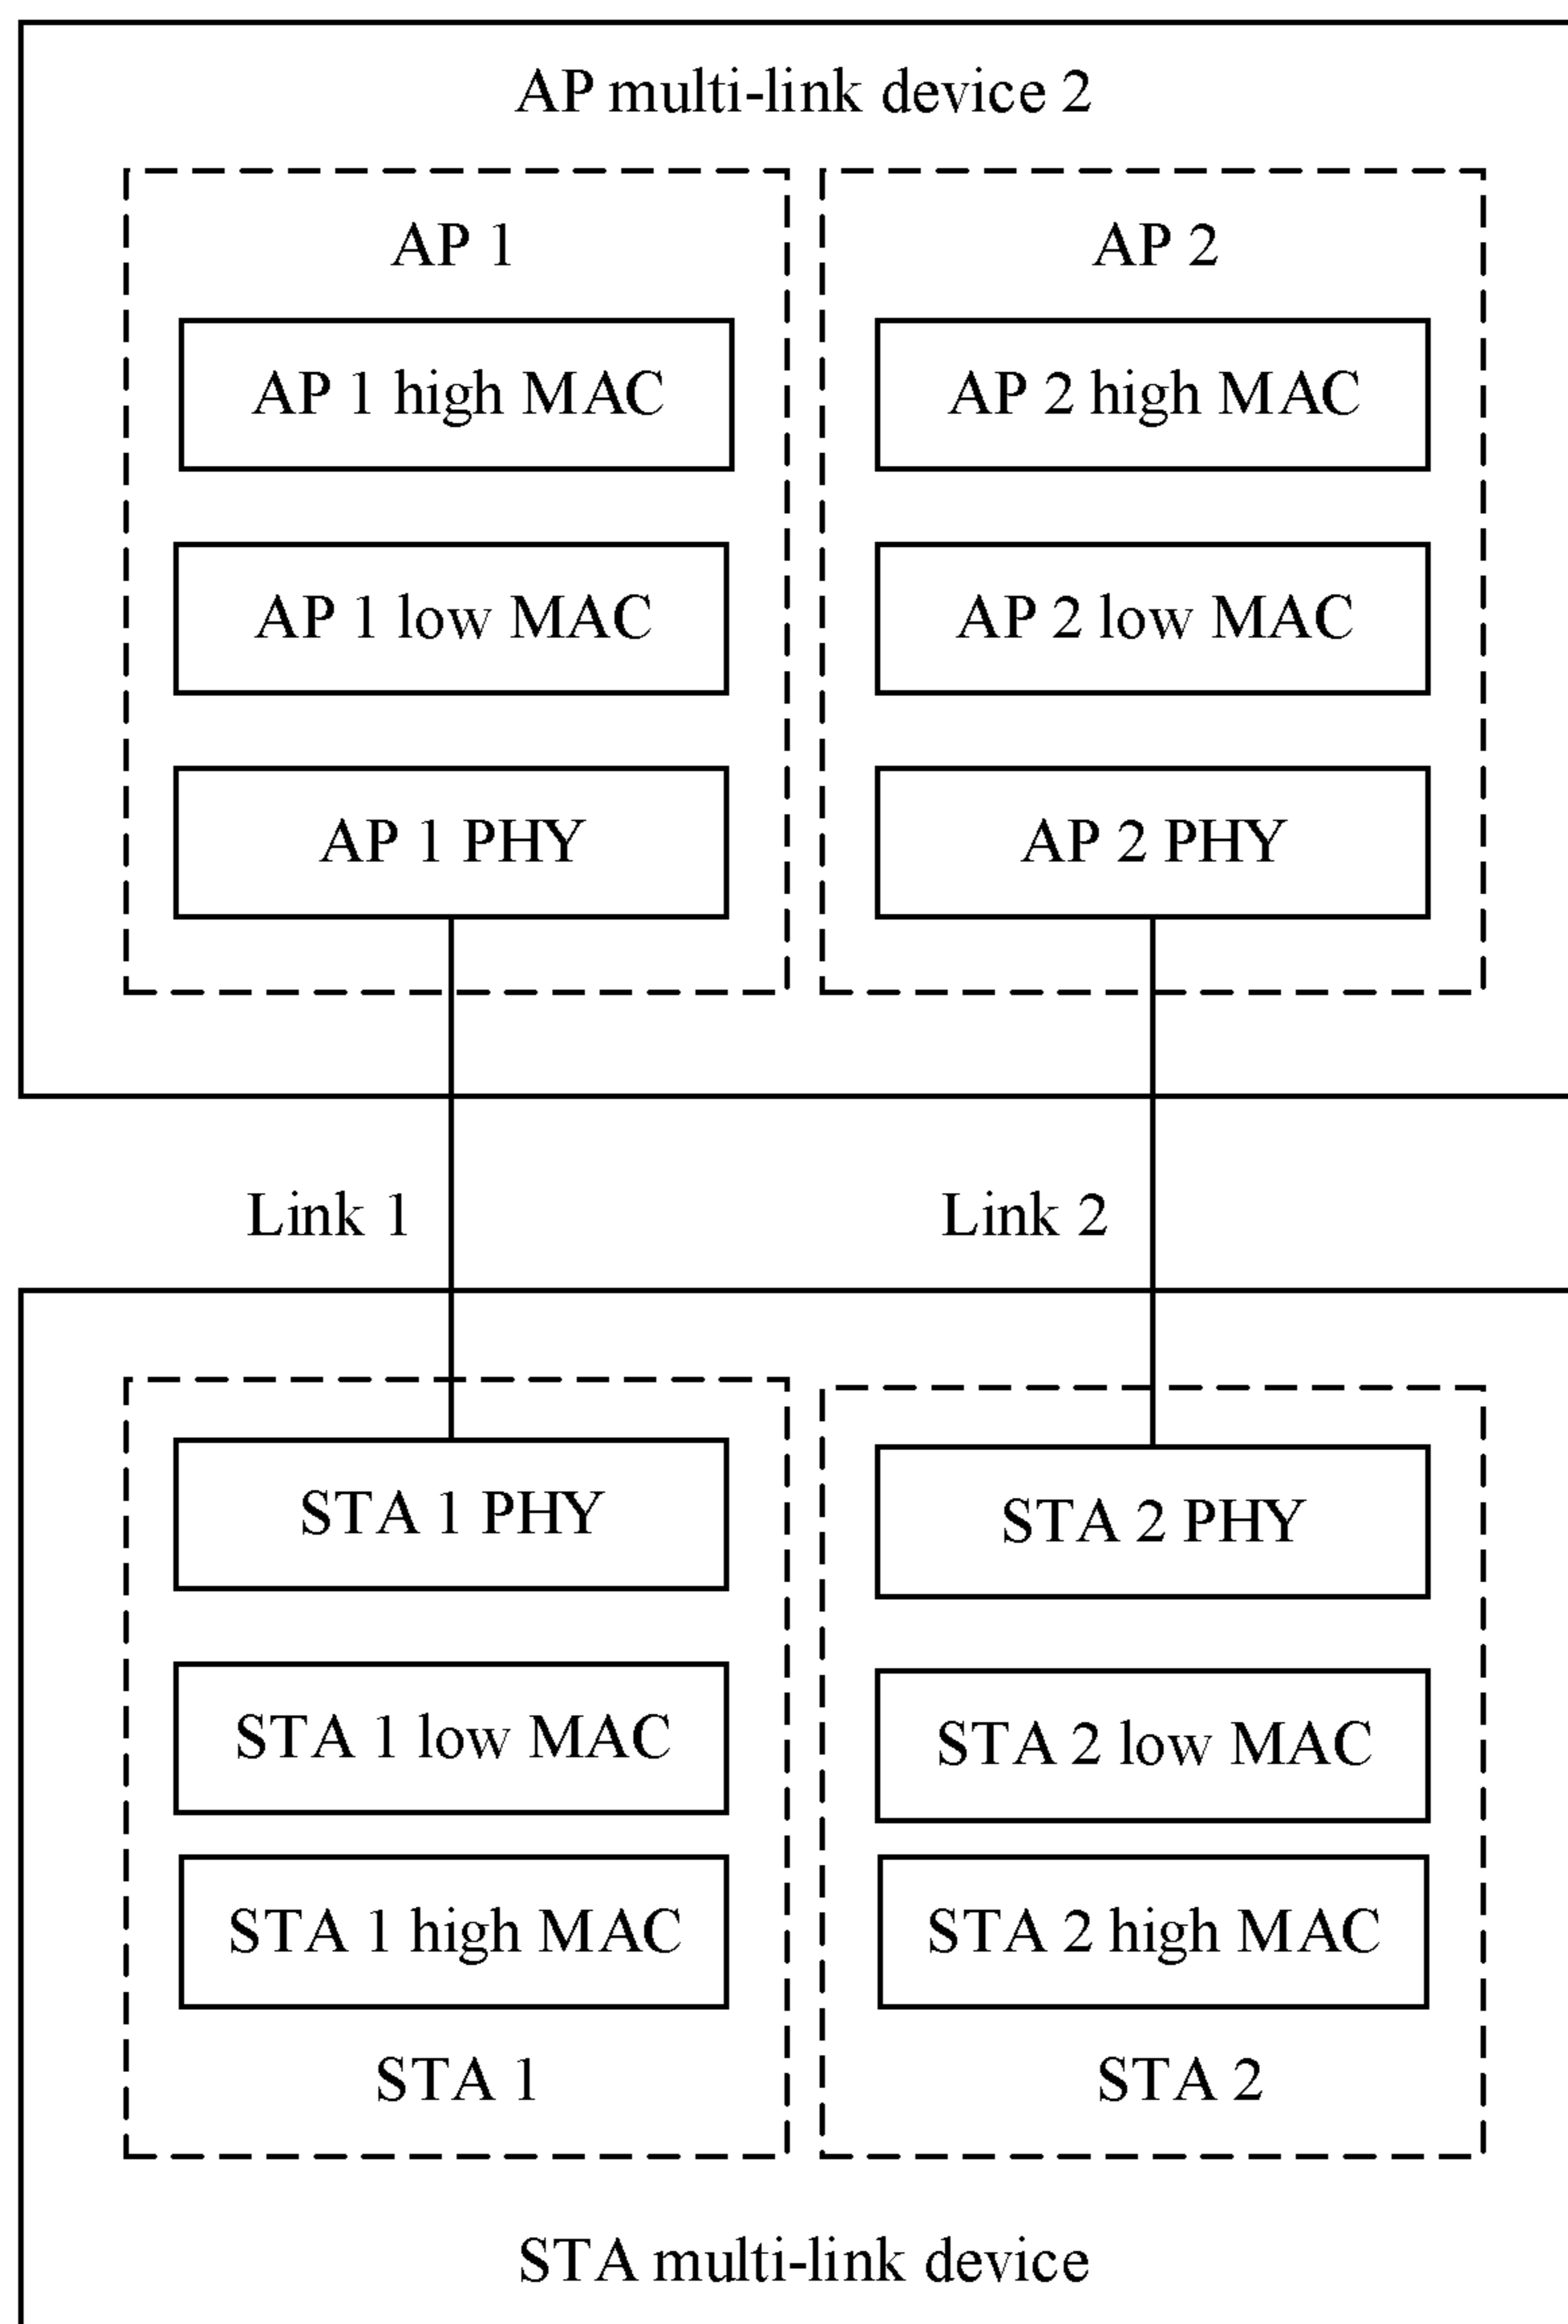 AP multi-link device 2
AP 1
AP 2
AP 1 high MAC
AP 2 high MAC
AP 1 low MAC
AP 2 low MAC
AP 1 PHY
AP 2 PHY
Link 1
Link 2
STA 1 PHY
STA 2 PHY
STA 1 low MAC
STA 2 low MAC
STA 1 high MAC
STA 2 high MAC
STA 1
STA 2
STA multi-link device